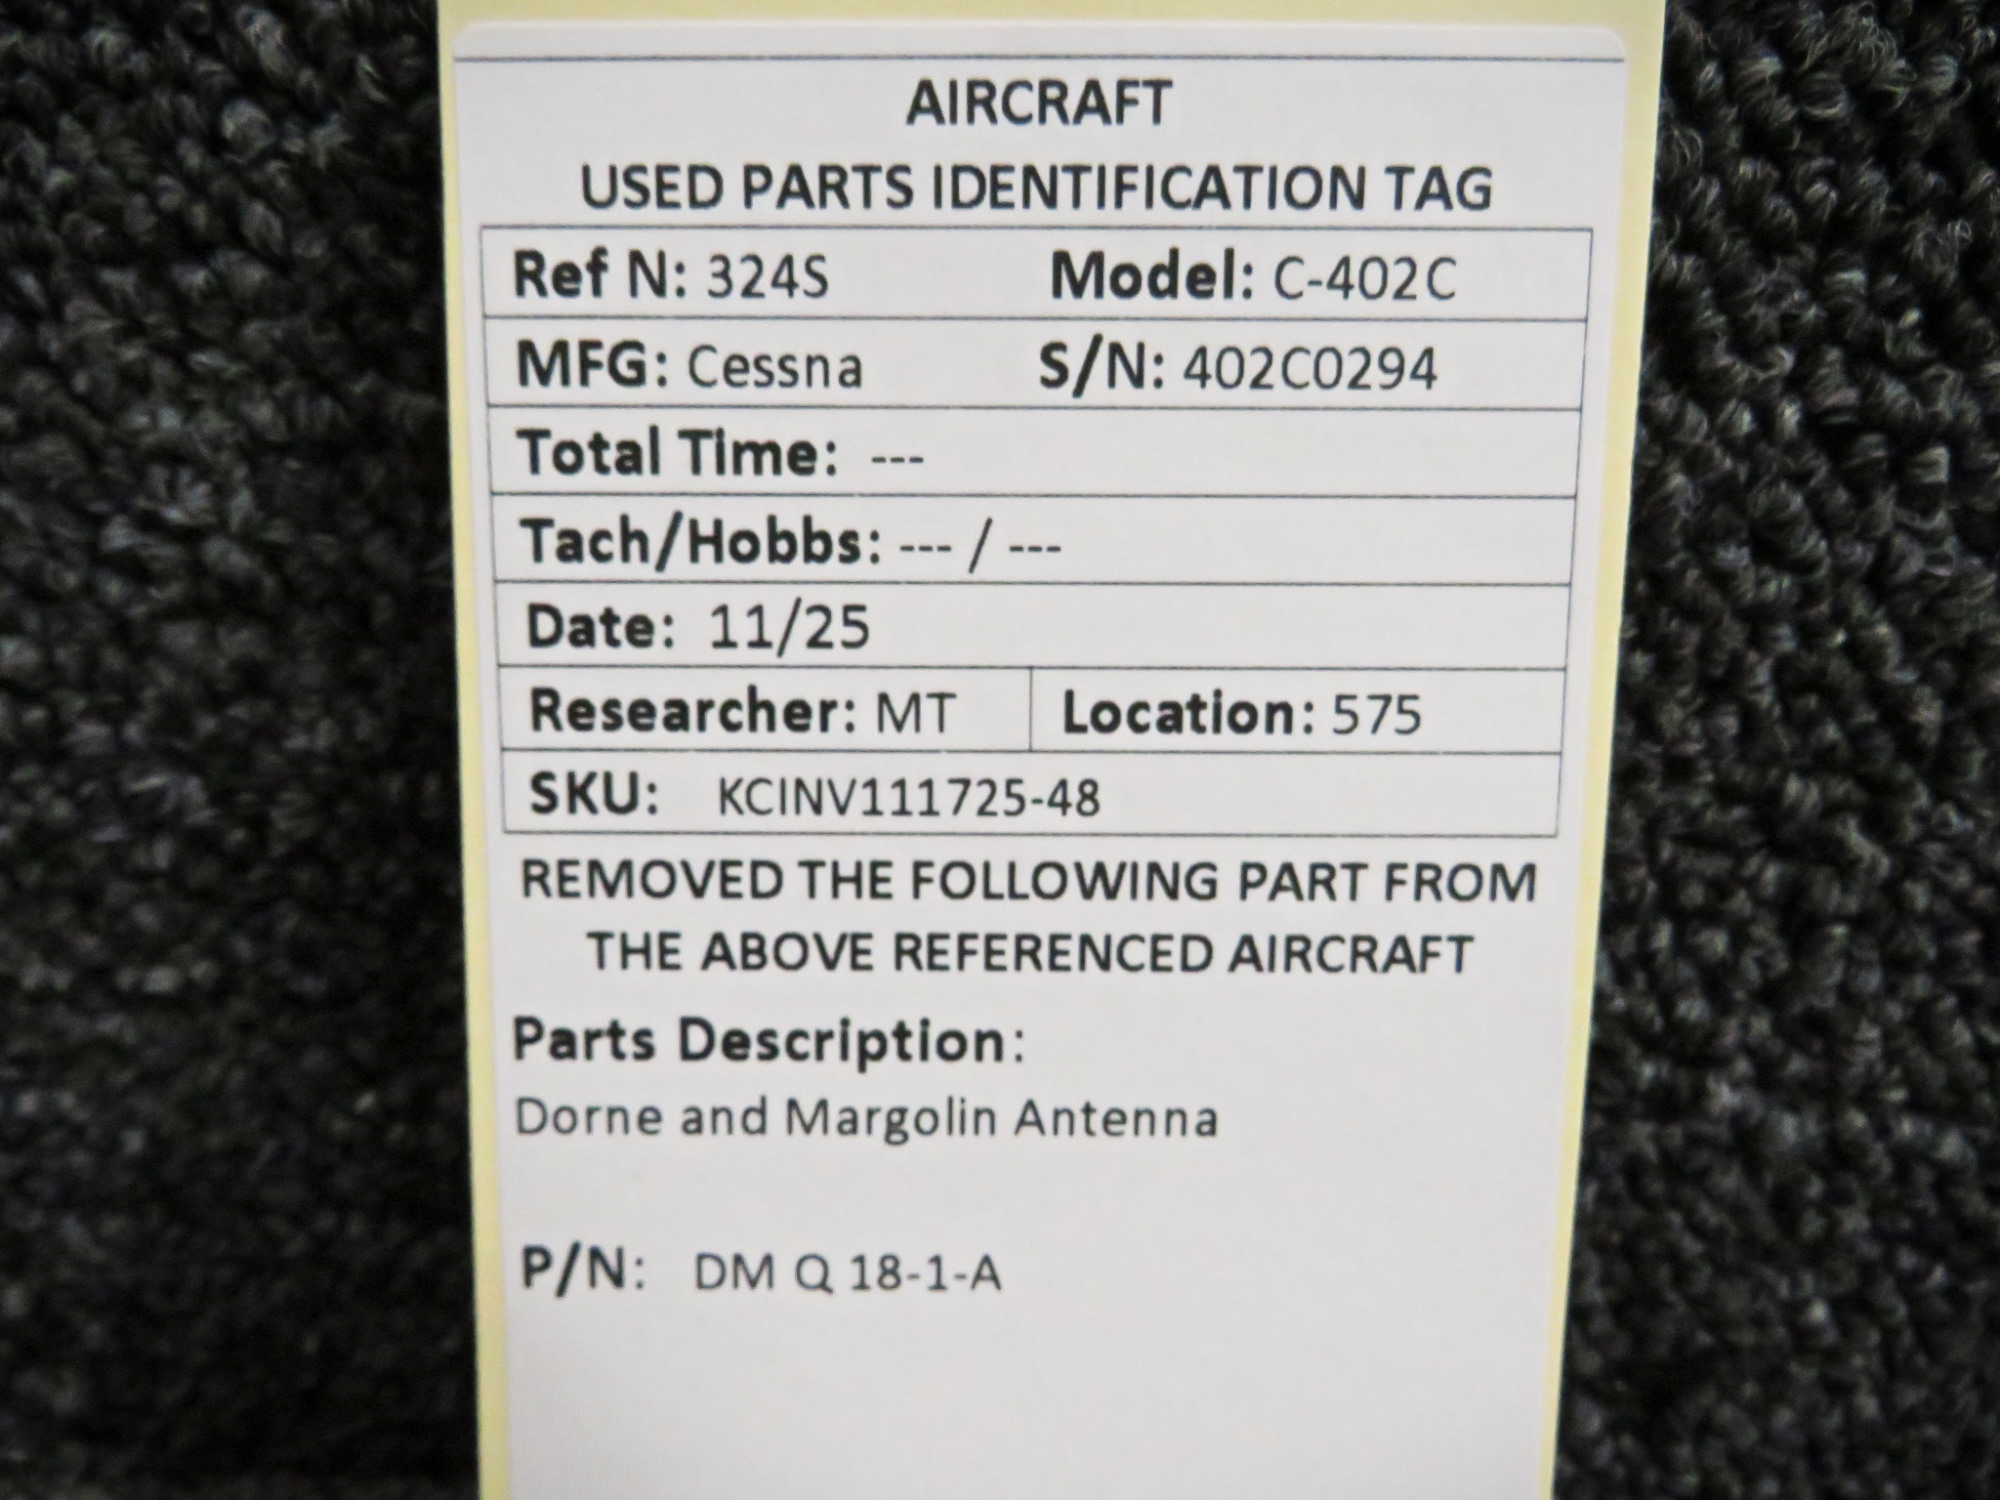 AIRCRAFT
USED PARTS IDENTIFICATION TAG
Ref N: 324S Model: C-402C
MFG: Cessna S/N: 402C0294
Total Time: ---
Tach/Hobbs: --- / ---
Date: 11/25
Researcher: MT Location: 575
SKU: KCINV111725-48
REMOVED THE FOLLOWING PART FROM
THE ABOVE REFERENCED AIRCRAFT
Parts Description:
Dorne and Margolin Antenna
P/N: DM Q 18-1-A